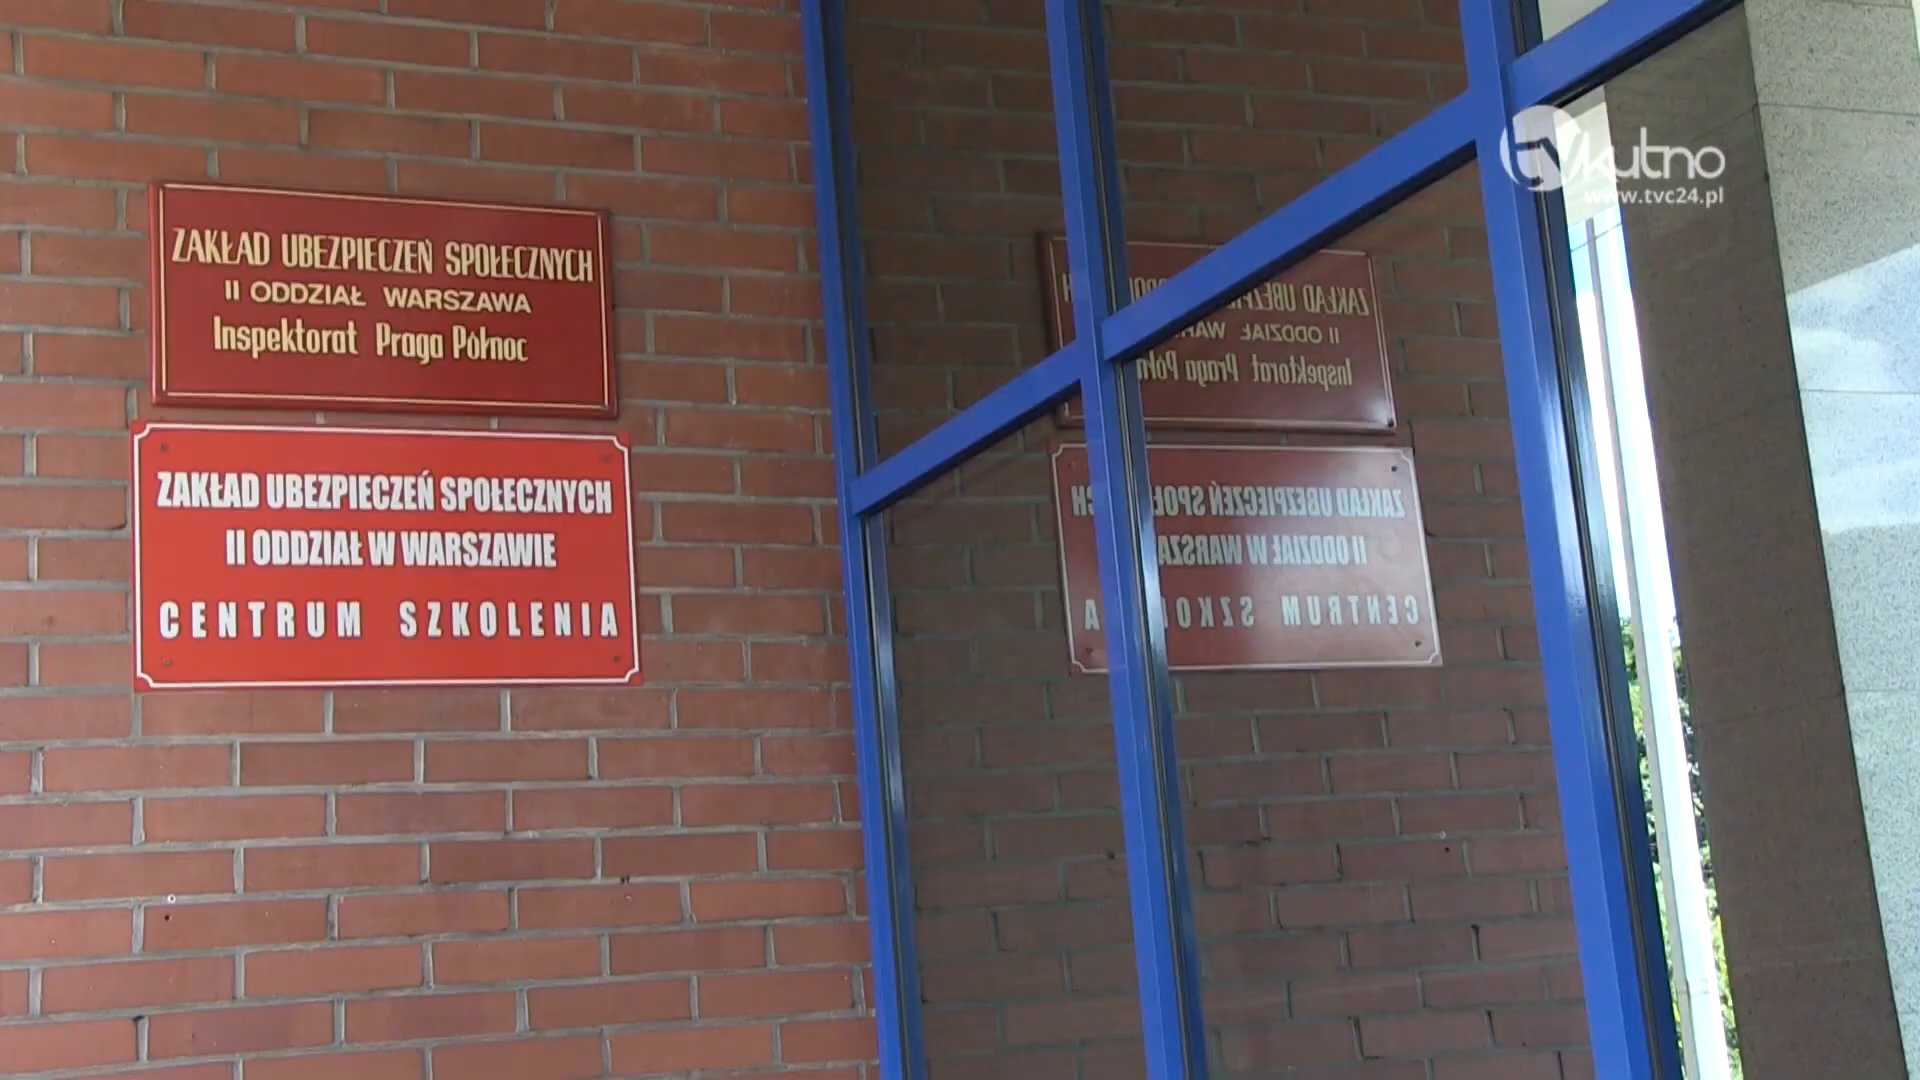 ZAKŁAD UBEZPIECZEŃ SPOŁECZNYCH
II ODDZIAŁ WARSZAWA
Inspektorat Praga Północ
ZAKŁAD UBEZPIECZEŃ SPOŁECZNYCH
II ODDZIAŁ W WARSZAWIE
CENTRUM SZKOLENIA
tvkutno
www.tvc24.pl